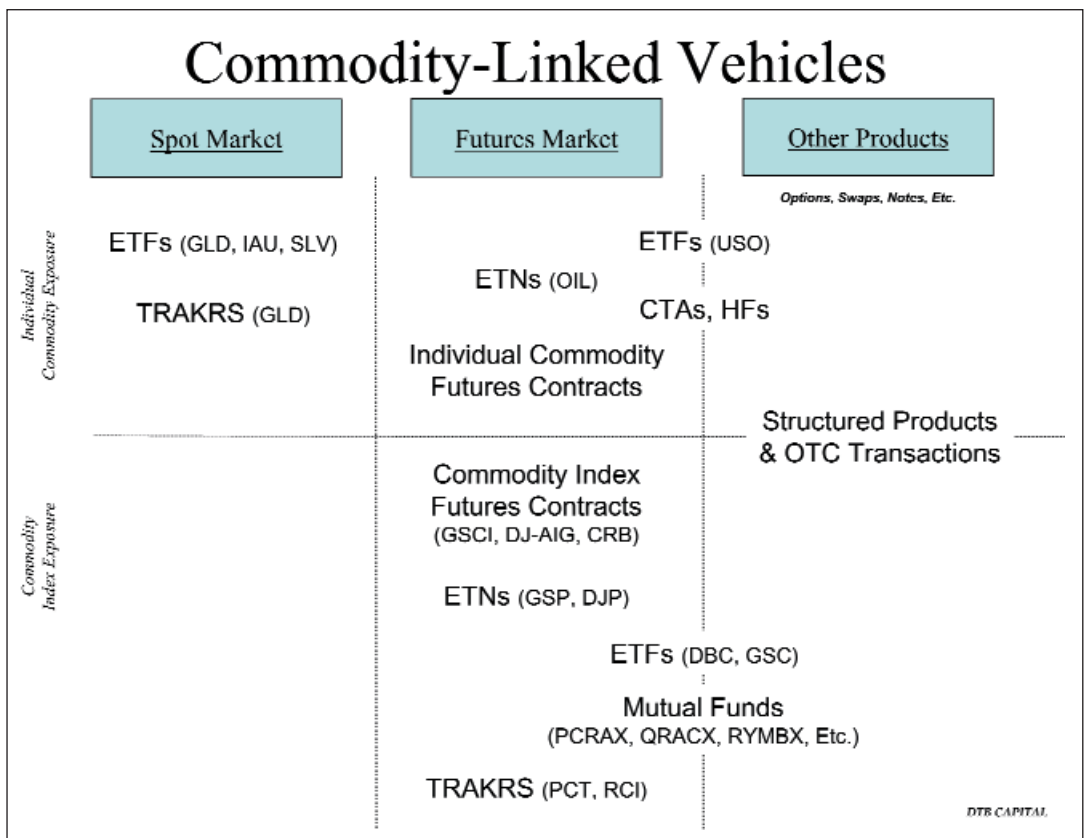 Commodity-Linked Vehicles
Spot Market
Futures Market
Other Products
Options, Swaps, Notes, Etc.
Individual
Commodity Exposure
ETFs (GLD, IAU, SLV)
TRAKRS (GLD)
ETNs (OIL)
Individual Commodity
Futures Contracts
ETFs (USO)
CTAs, HFs
Structured Products
& OTC Transactions
Commodity
Index Exposure
Commodity Index
Futures Contracts
(GSCI, DJ-AIG, CRB)
ETNs (GSP, DJP)
ETFs (DBC, GSC)
Mutual Funds
(PCRAX, QRACX, RYMBX, Etc.)
TRAKRS (PCT, RCI)
DTB CAPITAL